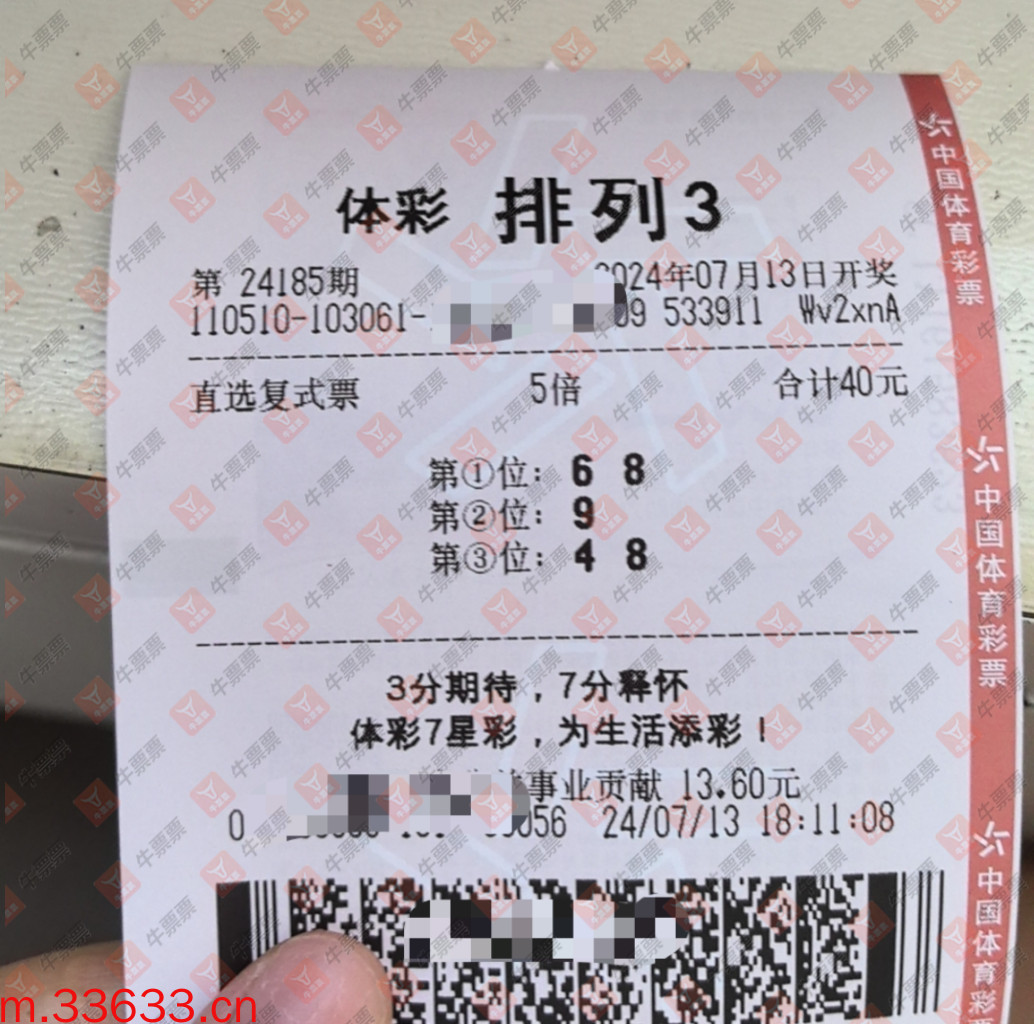 体彩 排列3
第 24185期 2024年07月13日开奖
110510-103061- 09 533911 Wv2xnA
直选复式票 5倍 合计40元
第①位: 6 8
第②位: 9
第③位: 4 8
3分期待,7分释怀
体彩7星彩,为生活添彩!
事业贡献 13.60元
0 056 24/07/13 18:11:08
中国体育彩票
中国体育彩票
中国体育彩票
牛票票
m.33633.cn